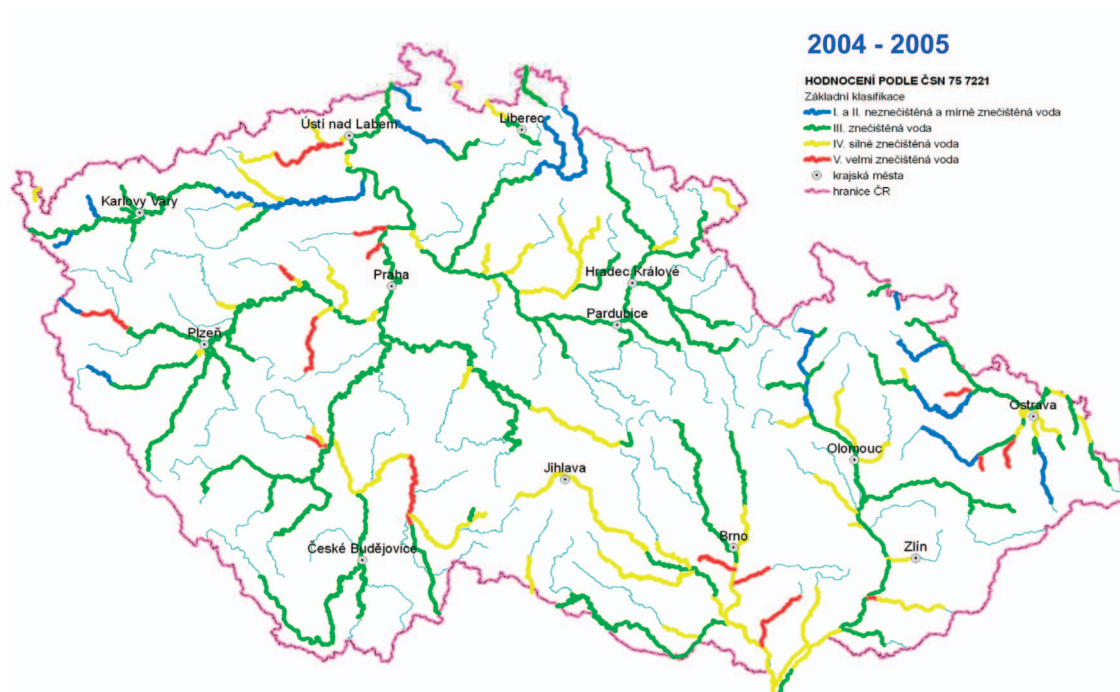 2004 - 2005
HODNOCENÍ PODLE ČSN 75 7221
Základní klasifikace
I. a II. neznečištěná a mírně znečištěná voda
III. znečištěná voda
IV. silně znečištěná voda
V. velmi znečištěná voda
krajská města
hranice ČR
Liberec
Ústí nad Labem
Karlovy Vary
Praha
Hradec Králové
Pardubice
Plzeň
Ostrava
Olomouc
Jihlava
Brno
Zlín
České Budějovice